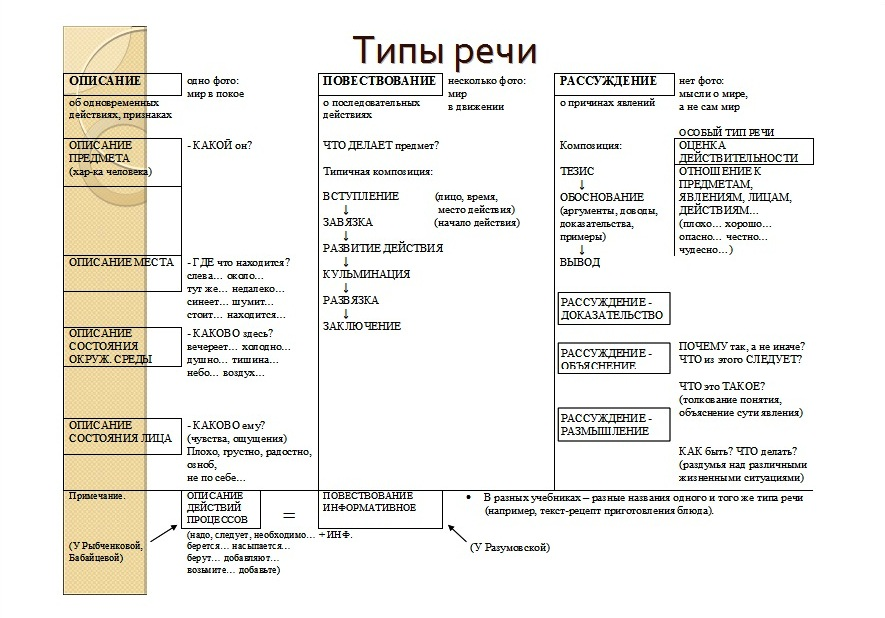 Типы речи
ОПИСАНИЕ
одно фото:
мир в покое
об одновременных
действиях, признаках
ОПИСАНИЕ
ПРЕДМЕТА
(хар-ка человека)
- КАКОЙ он?
ОПИСАНИЕ МЕСТА
- ГДЕ что находится?
слева… около…
тут же… недалеко…
синеет… шумит…
стоит… находится…
ОПИСАНИЕ
СОСТОЯНИЯ
ОКРУЖ. СРЕДЫ
- КАКОВО здесь?
вечереет… холодно…
душно… тишина…
небо… воздух…
ОПИСАНИЕ
СОСТОЯНИЯ ЛИЦА
- КАКОВО ему?
(чувства, ощущения)
Плохо, грустно, радостно,
озноб,
не по себе…
ПОВЕСТВОВАНИЕ
несколько фото:
мир
в движении
о последовательных
действиях
ЧТО ДЕЛАЕТ предмет?
Типичная композиция:
ВСТУПЛЕНИЕ (лицо, время,
↓ место действия)
ЗАВЯЗКА (начало действия)
↓
РАЗВИТИЕ ДЕЙСТВИЯ
↓
КУЛЬМИНАЦИЯ
↓
РАЗВЯЗКА
↓
ЗАКЛЮЧЕНИЕ
РАССУЖДЕНИЕ
нет фото:
мысли о мире,
а не сам мир
о причинах явлений
Композиция:
ТЕЗИС
↓
ОБОСНОВАНИЕ
(аргументы, доводы,
доказательства,
примеры)
↓
ВЫВОД
ОСОБЫЙ ТИП РЕЧИ
ОЦЕНКА
ДЕЙСТВИТЕЛЬНОСТИ
ОТНОШЕНИЕ К
ПРЕДМЕТАМ,
ЯВЛЕНИЯМ, ЛИЦАМ,
ДЕЙСТВИЯМ…
(плохо… хорошо…
опасно… честно…
чудесно…)
РАССУЖДЕНИЕ -
ДОКАЗАТЕЛЬСТВО
РАССУЖДЕНИЕ -
ОБЪЯСНЕНИЕ
ПОЧЕМУ так, а не иначе?
ЧТО из этого СЛЕДУЕТ?
ЧТО это ТАКОЕ?
(толкование понятия,
объяснение сути явления)
РАССУЖДЕНИЕ -
РАЗМЫШЛЕНИЕ
КАК быть? ЧТО делать?
(раздумья над различными
жизненными ситуациями)
Примечание.
(У Рыбченковой,
Бабайцевой)
ОПИСАНИЕ
ДЕЙСТВИЙ
ПРОЦЕССОВ
=
ПОВЕСТВОВАНИЕ
ИНФОРМАТИВНОЕ
(надо, следует, необходимо… + ИНФ.
берется… насыпается…
берут… добавляют…
возьмите… добавьте)
• В разных учебниках – разные названия одного и того же типа речи
(например, текст-рецепт приготовления блюда).
(У Разумовской)